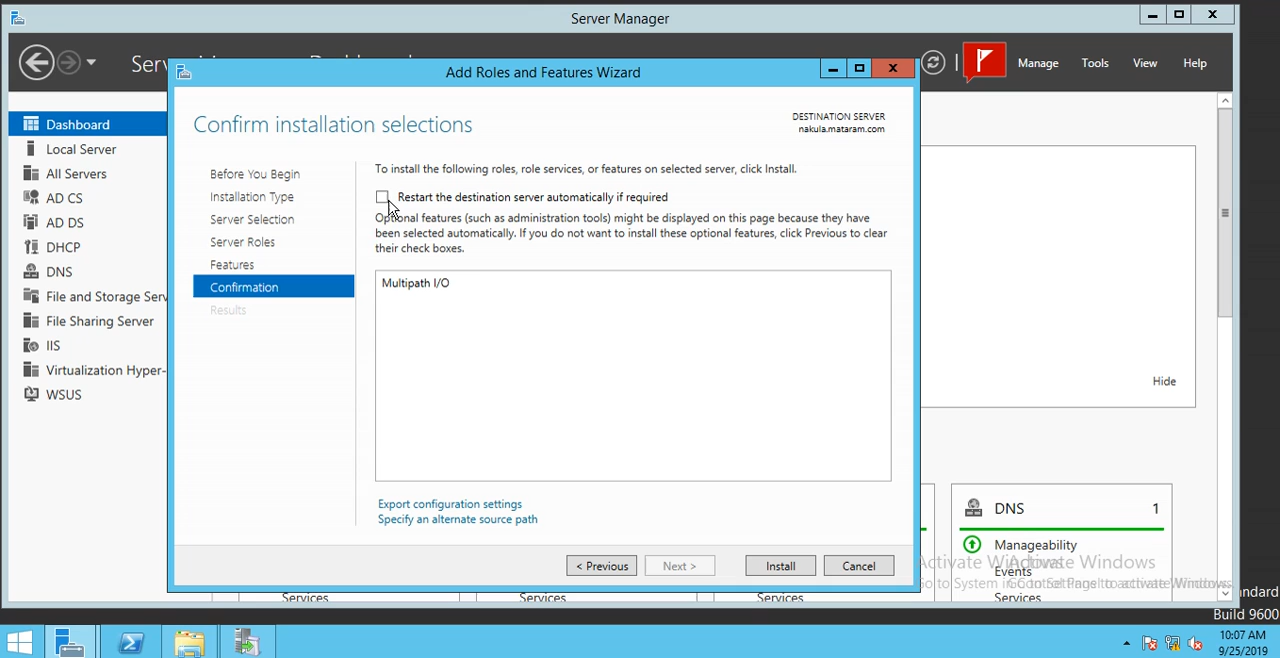 Server Manager
Manage Tools View Help
Add Roles and Features Wizard
Confirm installation selections
DESTINATION SERVER
nakula.mataram.com
Dashboard
Local Server
All Servers
AD CS
AD DS
DHCP
DNS
File and Storage Serv
File Sharing Server
IIS
Virtualization Hyper-
WSUS
Before You Begin
Installation Type
Server Selection
Server Roles
Features
Confirmation
Results
To install the following roles, role services, or features on selected server, click Install.
Restart the destination server automatically if required
Optional features (such as administration tools) might be displayed on this page because they have
been selected automatically. If you do not want to install these optional features, click Previous to clear
their check boxes.
Multipath I/O
Export configuration settings
Specify an alternate source path
< Previous
Next >
Install
Cancel
Hide
DNS 1
Manageability
Events
Services
Services
Services
Services
Activate Windows
Build 9600
10:07 AM
9/25/2019